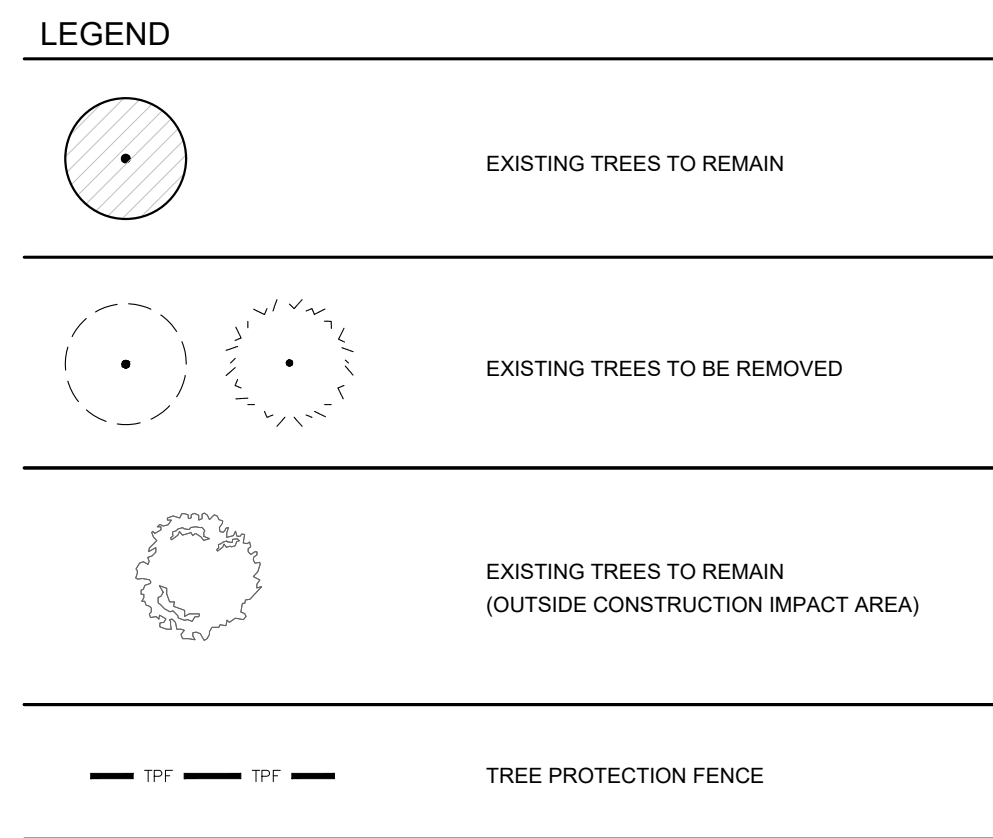 LEGEND
EXISTING TREES TO REMAIN
EXISTING TREES TO BE REMOVED
EXISTING TREES TO REMAIN
(OUTSIDE CONSTRUCTION IMPACT AREA)
TPF TPF TREE PROTECTION FENCE